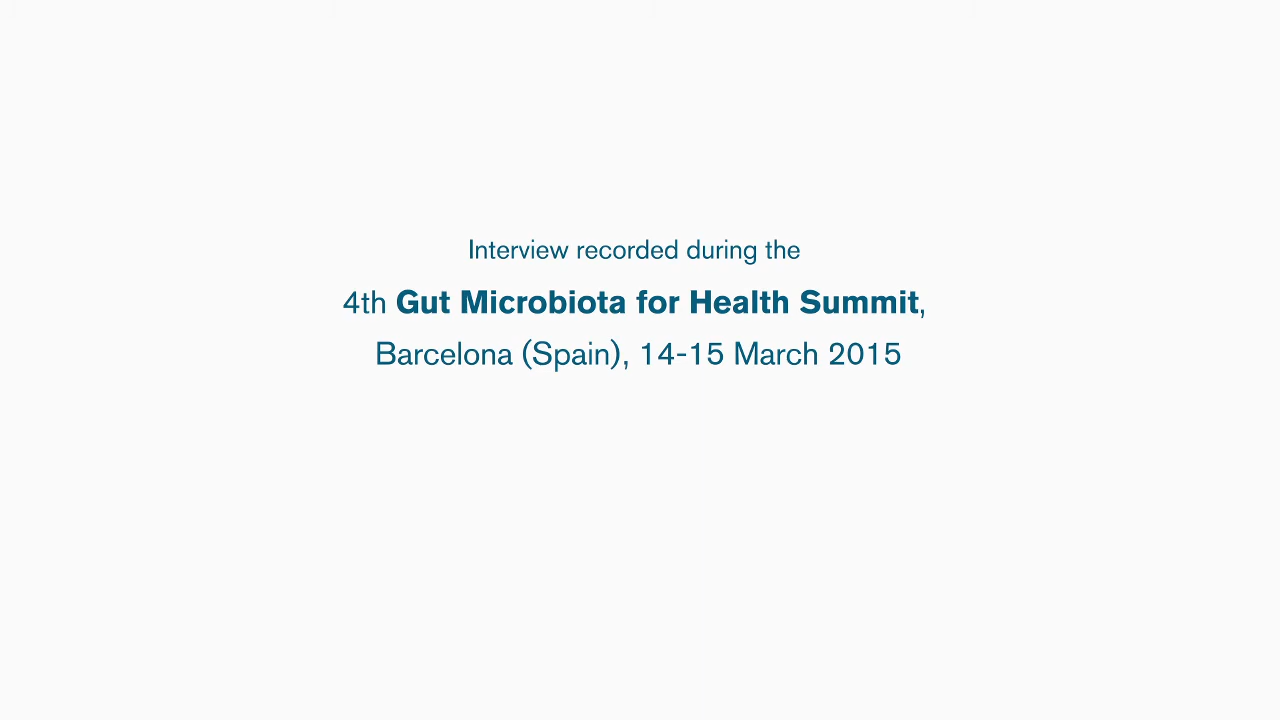 Interview recorded during the
4th Gut Microbiota for Health Summit,
Barcelona (Spain), 14-15 March 2015